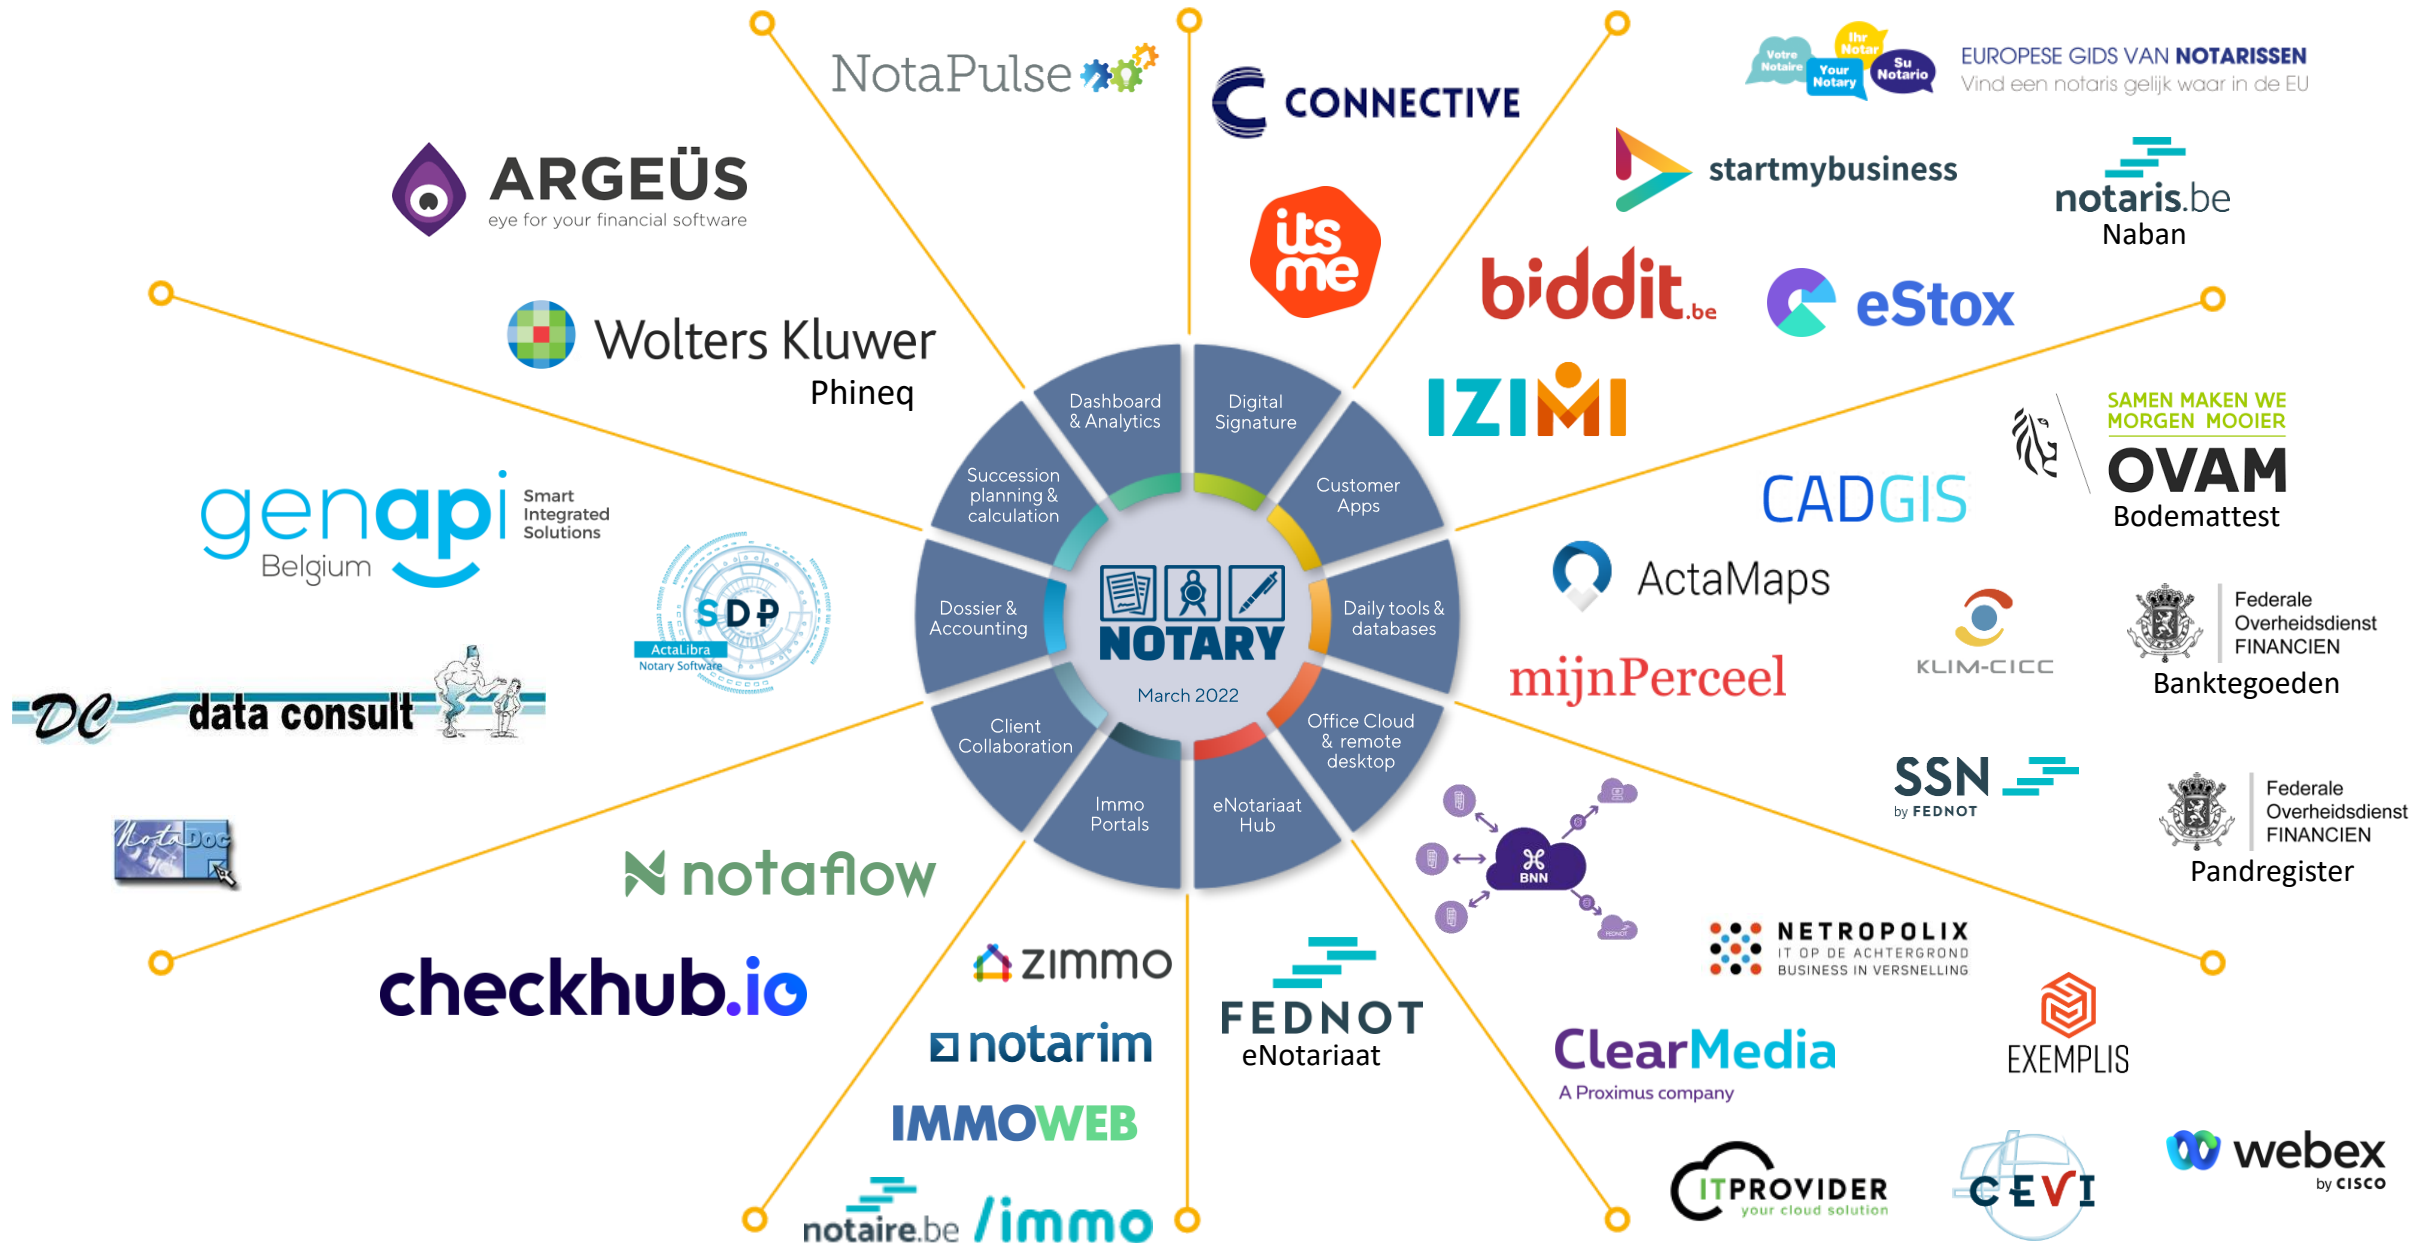 NotaPulse
CONNECTIVE
Votre
Notaire
Ihr
Notar
Your
Notary
Su
Notario
EUROPESE GIDS VAN NOTARISSEN
Vind een notaris gelijk waar in de EU
ARGEÜS
eye for your financial software
startmybusiness
notaris.be
Naban
its
me
biddit.be
eStox
Wolters Kluwer
Phineq
IZIMI
Dashboard
& Analytics
Digital
Signature
Succession
planning &
calculation
Customer
Apps
Dossier &
Accounting
Daily tools &
databases
Client
Collaboration
Office Cloud
& remote
desktop
Immo
Portals
eNotariaat
Hub
NOTARY
March 2022
SAMEN MAKEN WE
MORGEN MOOIER
OVAM
Bodemattest
CADGIS
genapi
Belgium
Smart
Integrated
Solutions
SDP
ActaLibra
Notary Software
ActaMaps
KLIM-CICC
Federale
Overheidsdienst
FINANCIEN
Banktegoeden
mijnPerceel
DC data consult
SSN
by FEDNOT
Federale
Overheidsdienst
FINANCIEN
Pandregister
NotaDoc
notaflow
BNN
FEDNOT
checkhub.io
zimmo
notarim
IMMOWEB
notaire.be /immo
FEDNOT
eNotariaat
NETROPOLIX
IT OP DE ACHTERGROND
BUSINESS IN VERSNELLING
EXEMPLIS
ClearMedia
A Proximus company
ITPROVIDER
your cloud solution
CEVI
webex
by CISCO